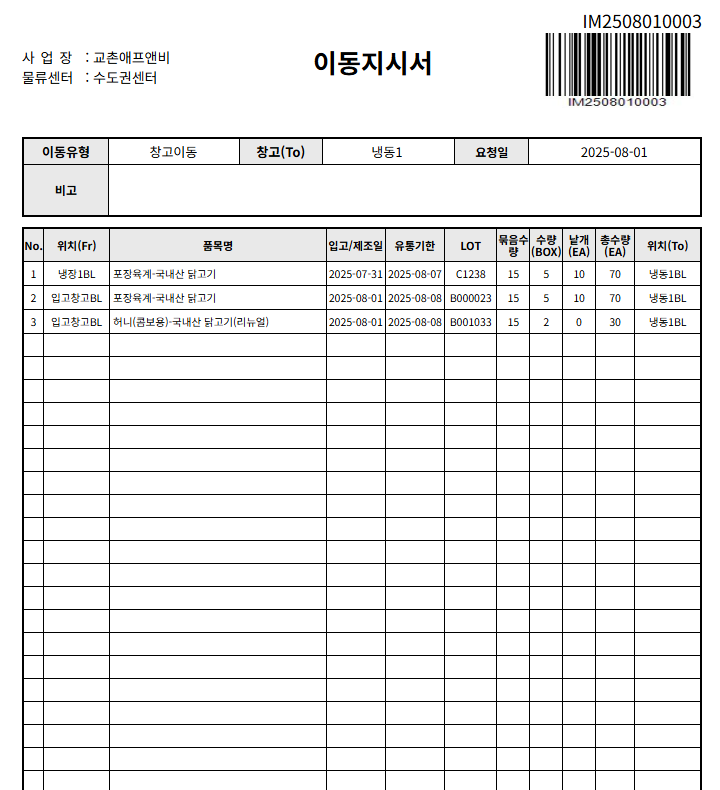 IM2508010003
사 업 장 : 교촌애프앤비
물류센터 : 수도권센터
이동지시서
IM2508010003
이동유형 창고이동 창고(To) 냉동1 요청일 2025-08-01
비고
No. 위치(Fr) 품목명 입고/제조일 유통기한 LOT 묶음수량 수량(BOX) 낱개(EA) 총수량(EA) 위치(To)
1 냉장1BL 포장육계-국내산 닭고기 2025-07-31 2025-08-07 C1238 15 5 10 70 냉동1BL
2 입고창고BL 포장육계-국내산 닭고기 2025-08-01 2025-08-08 B000023 15 5 10 70 냉동1BL
3 입고창고BL 허니(콤보용)-국내산 닭고기(리뉴얼) 2025-08-01 2025-08-08 B001033 15 2 0 30 냉동1BL